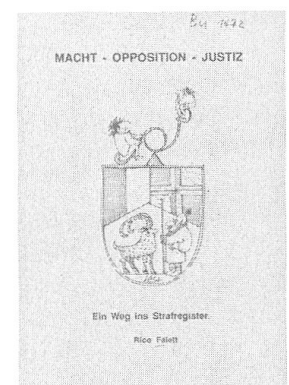 Bu 1472
MACHT - OPPOSITION - JUSTIZ
Ein Weg ins Strafregister.
Rico Falett